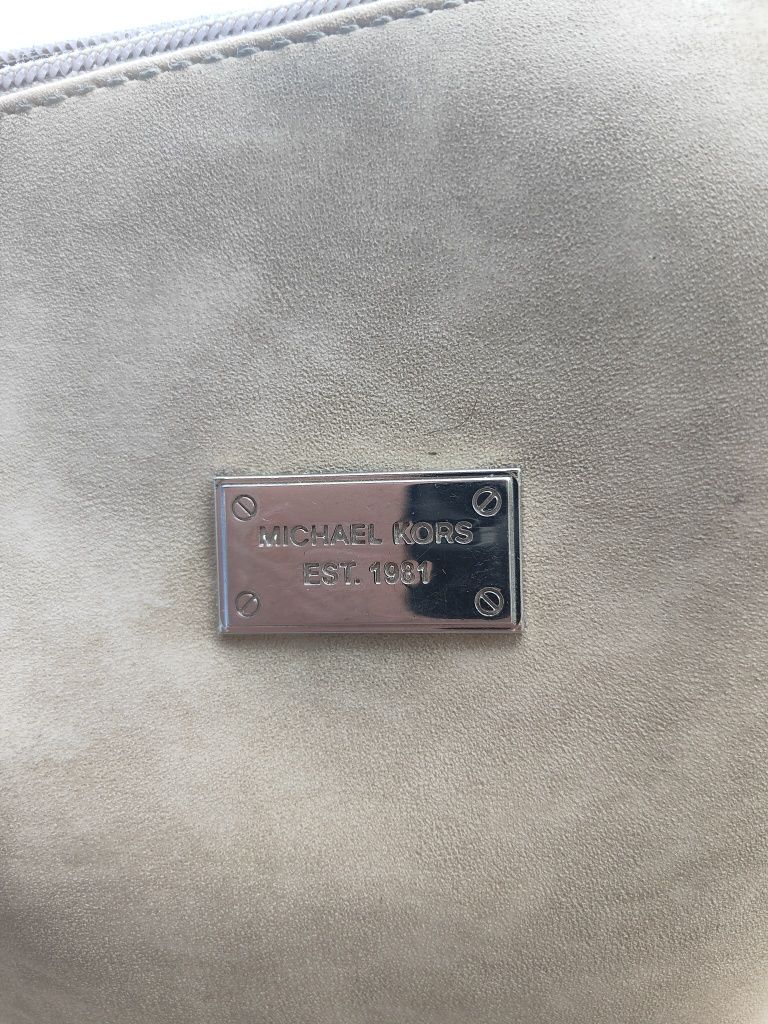 MICHAEL KORS
EST. 1981